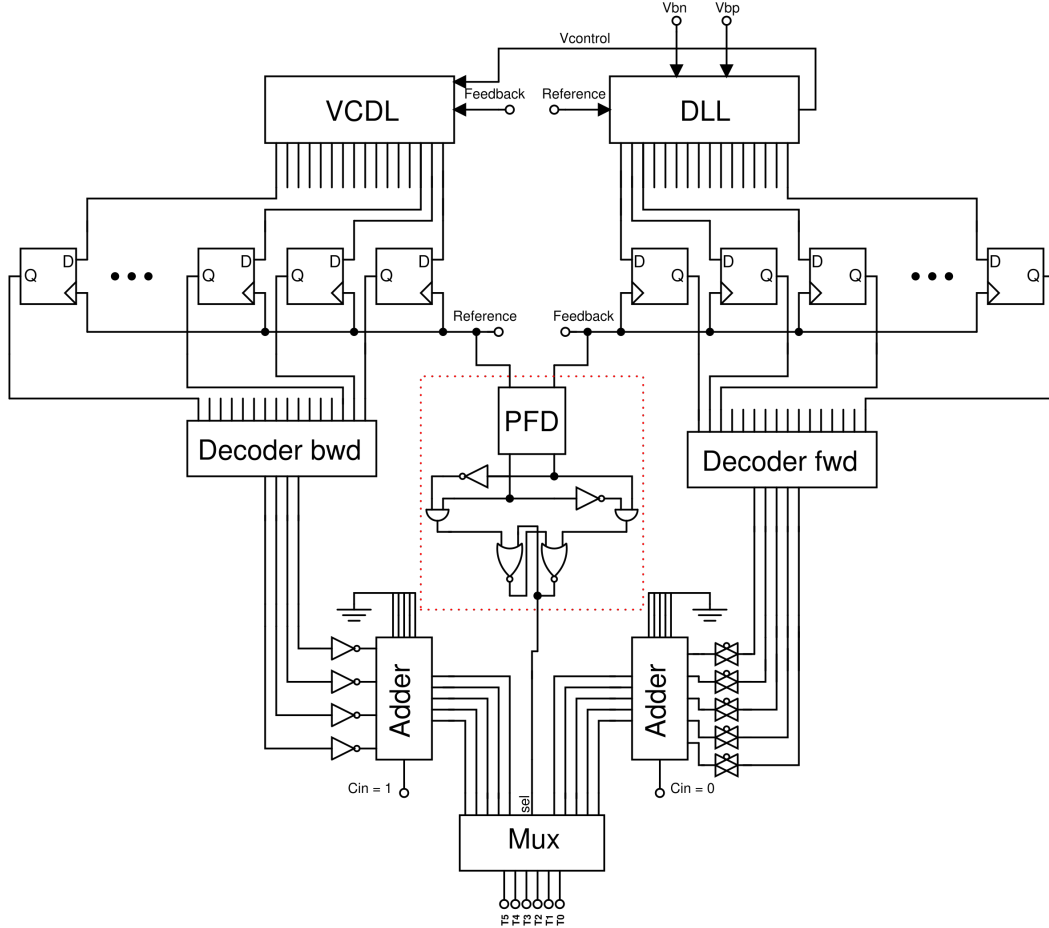 Vbn Vbp
Vcontrol
VCDL
Feedback
Reference
DLL
Q D
Q D
Q D
Q D
D Q
D Q
D Q
D Q
Reference
Feedback
PFD
Decoder bwd
Decoder fwd
Adder
Adder
Cin = 1
sel
Cin = 0
Mux
T5
T4
T3
T2
T1
T0